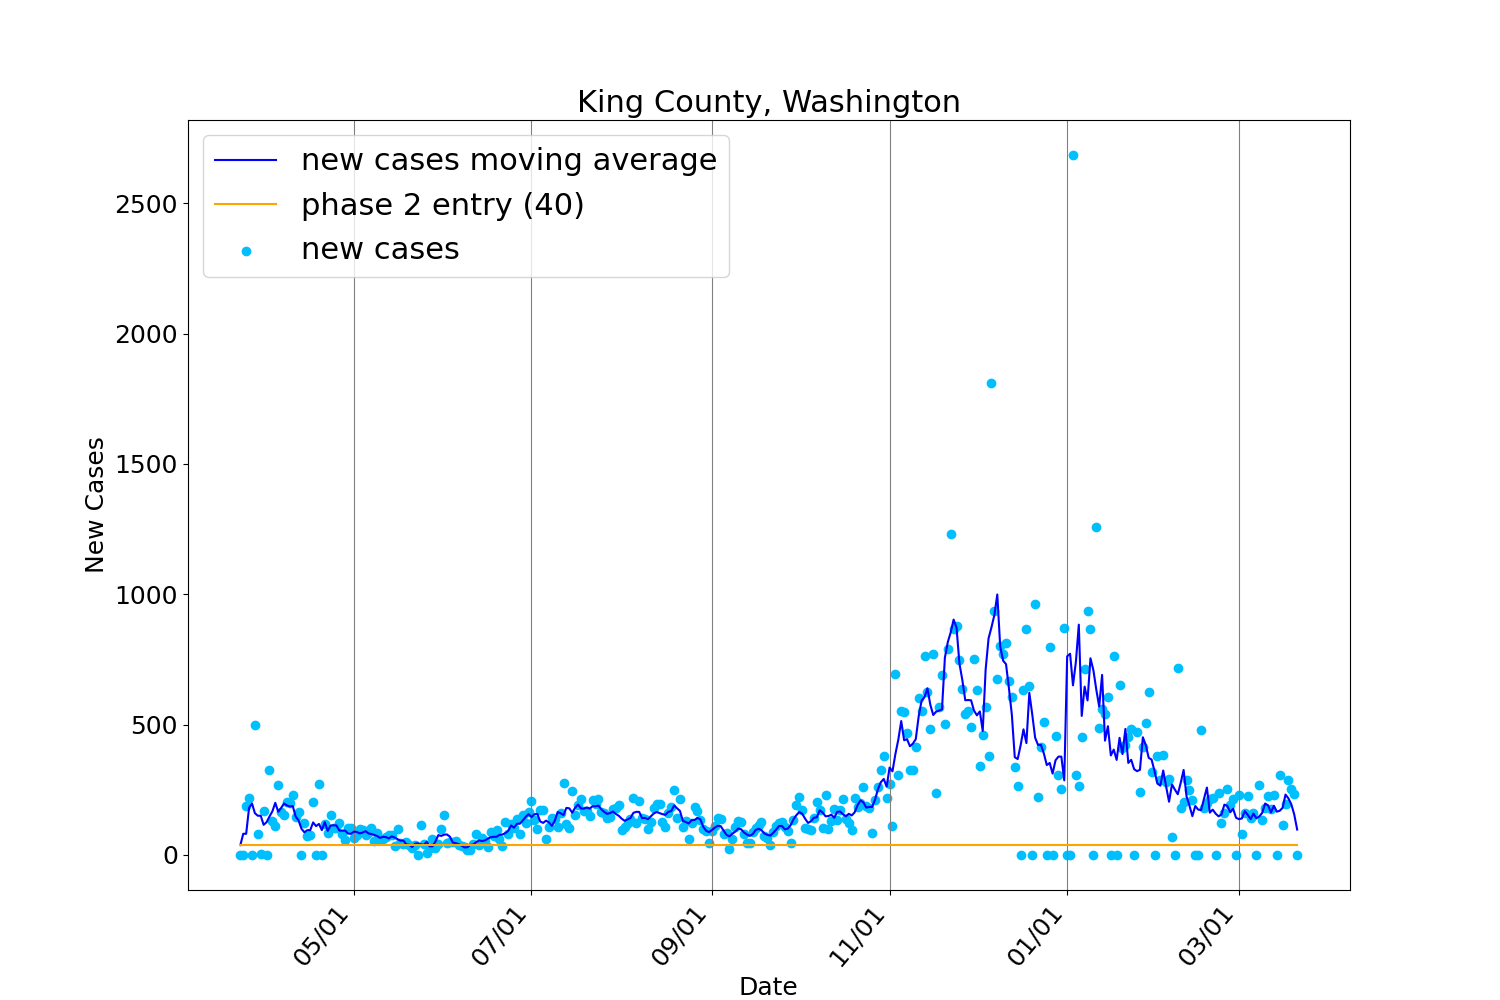 King County, Washington
new cases moving average
phase 2 entry (40)
new cases
2500
2000
1500
1000
500
0
New Cases
05/01
07/01
09/01
11/01
01/01
03/01
Date